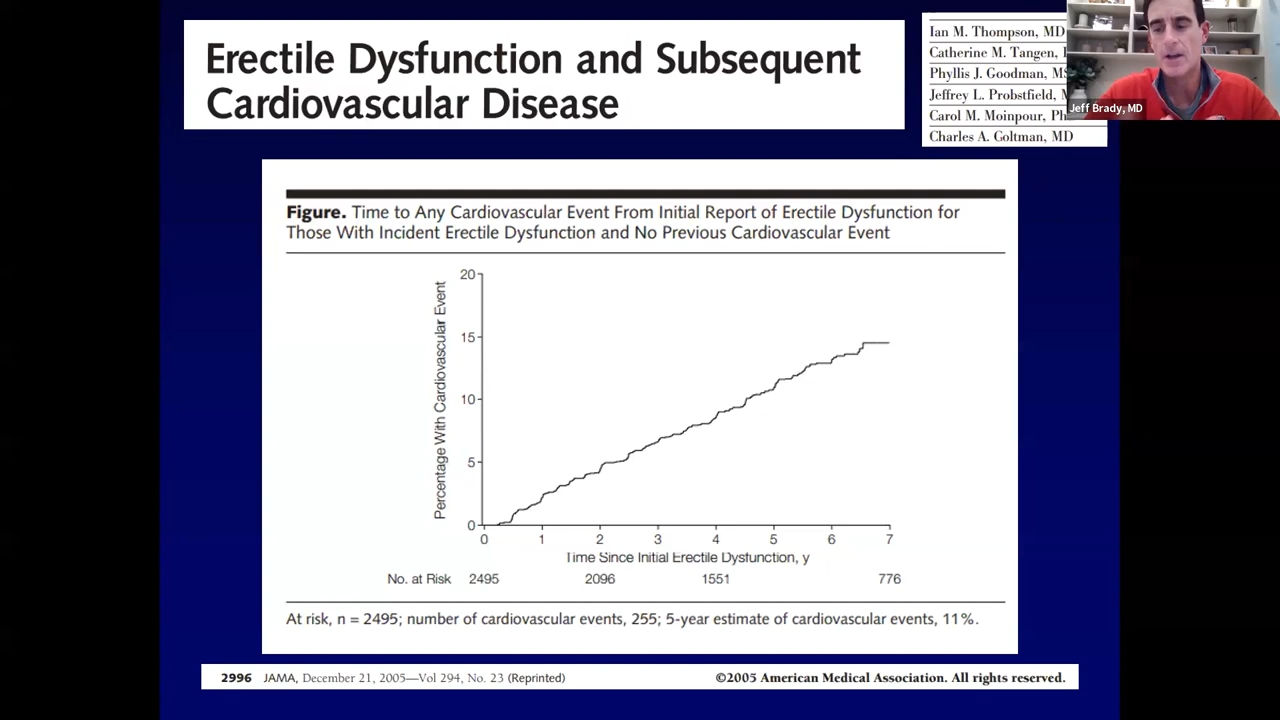 Erectile Dysfunction and Subsequent
Cardiovascular Disease
Ian M. Thompson, MD
Catherine M. Tangen,
Phyllis J. Goodman,
Jeffrey L. Probstfield,
Carol M. Moinpour,
Charles A. Goltman, MD
Jeff Brady, MD
Figure. Time to Any Cardiovascular Event From Initial Report of Erectile Dysfunction for
Those With Incident Erectile Dysfunction and No Previous Cardiovascular Event
Percentage With Cardiovascular Event
20
15
10
5
0
0 1 2 3 4 5 6 7
Time Since Initial Erectile Dysfunction, y
No. at Risk 2495 2096 1551 776
At risk, n = 2495; number of cardiovascular events, 255; 5-year estimate of cardiovascular events, 11%.
2996 JAMA, December 21, 2005—Vol 294, No. 23 (Reprinted) ©2005 American Medical Association. All rights reserved.